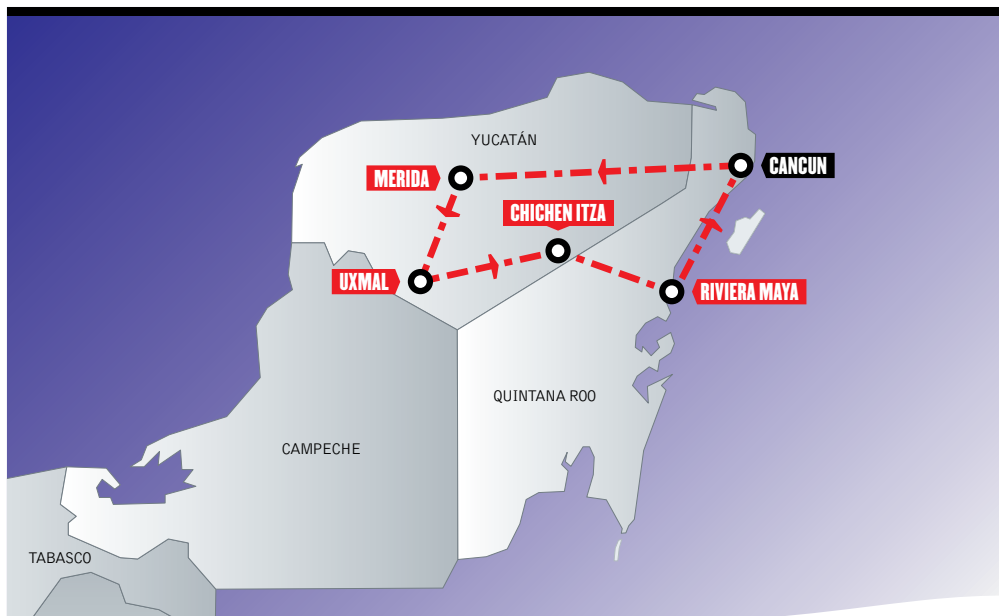 YUCATÁN
CANCUN
MERIDA
CHICHEN ITZA
UXMAL
RIVIERA MAYA
QUINTANA ROO
CAMPECHE
TABASCO